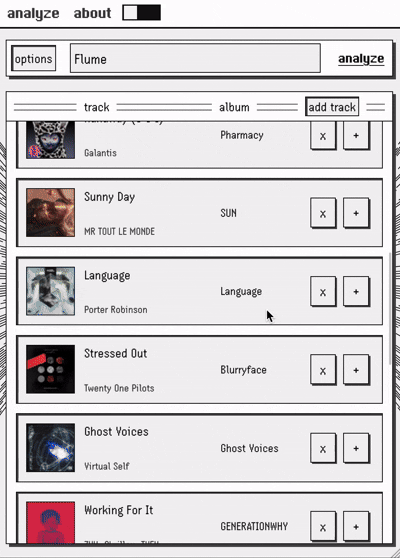 analyze about
options Flume analyze
track album add track
Pharmacy x +
Galantis
Sunny Day
SUN x +
MR TOUT LE MONDE
Language
Language x +
Porter Robinson
Stressed Out
Blurryface x +
Twenty One Pilots
Ghost Voices
Ghost Voices x +
Virtual Self
Working For It
GENERATIONWHY x +